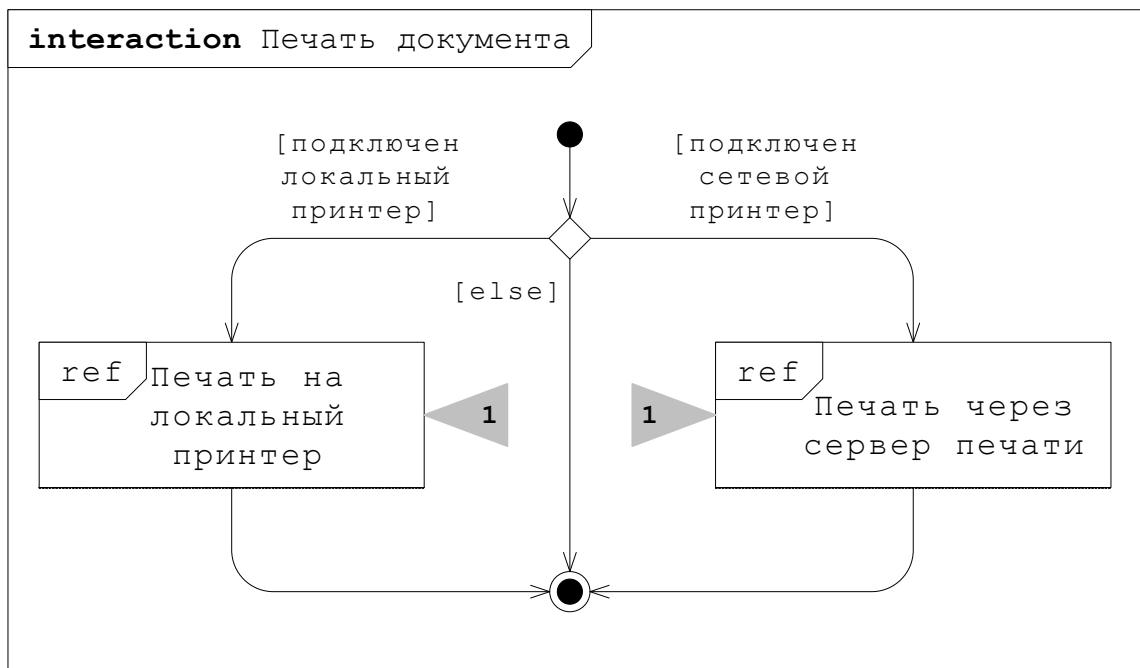 interaction Печать документа
[подключен
локальный
принтер]
[подключен
сетевой
принтер]
[else]
ref
Печать на
локальный
принтер
1
1
ref
Печать через
сервер печати